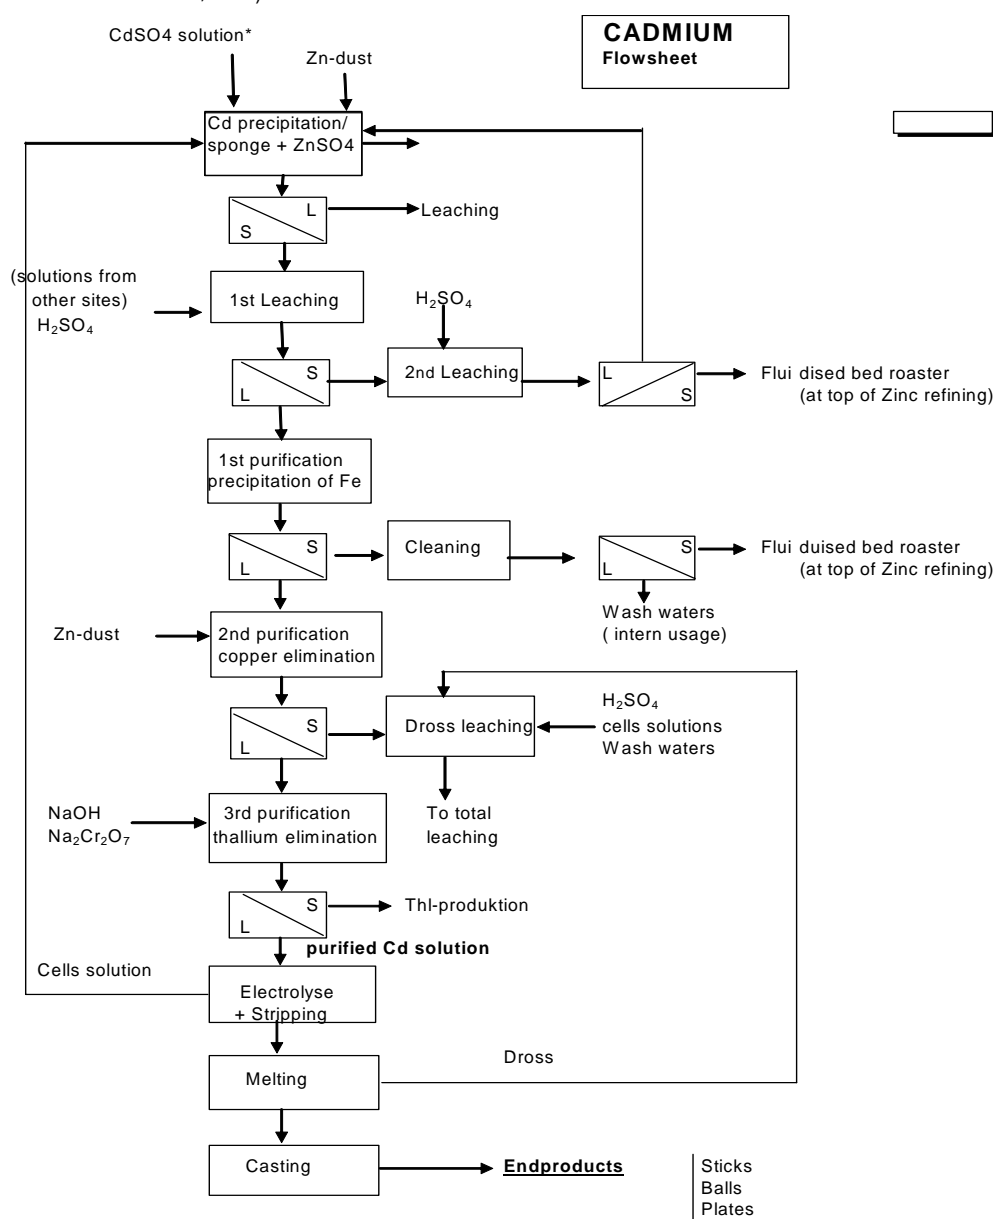 CADMIUM
Flowsheet
CdSO4 solution*
Zn-dust
Cd precipitation/
sponge + ZnSO4
L
S
Leaching
(solutions from
other sites)
H₂SO₄
1st Leaching
H₂SO₄
S
L
2nd Leaching
L
S
Flui dised bed roaster
(at top of Zinc refining)
1st purification
precipitation of Fe
S
L
Cleaning
S
L
Flui duised bed roaster
(at top of Zinc refining)
Wash waters
( intern usage)
Zn-dust
2nd purification
copper elimination
S
L
Dross leaching
H₂SO₄
cells solutions
Wash waters
To total
leaching
NaOH
Na₂Cr₂O₇
3rd purification
thallium elimination
S
L
Thl-produktion
purified Cd solution
Cells solution
Electrolyse
+ Stripping
Dross
Melting
Casting
Endproducts
Sticks
Balls
Plates